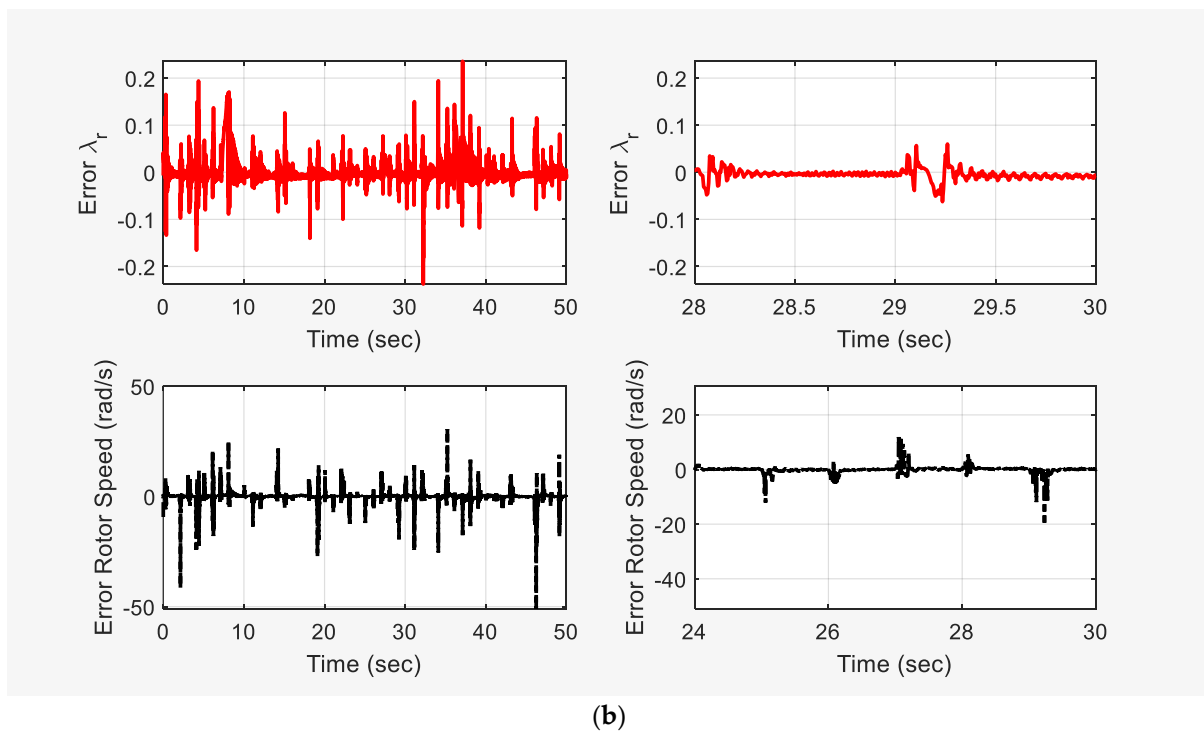 Error λr
0.2
0.1
0
-0.1
-0.2
0 10 20 30 40 50
Time (sec)
Error λr
0.2
0.1
0
-0.1
-0.2
28 28.5 29 29.5 30
Time (sec)
Error Rotor Speed (rad/s)
50
0
-50
0 10 20 30 40 50
Time (sec)
Error Rotor Speed (rad/s)
20
0
-20
-40
24 26 28 30
Time (sec)
(b)